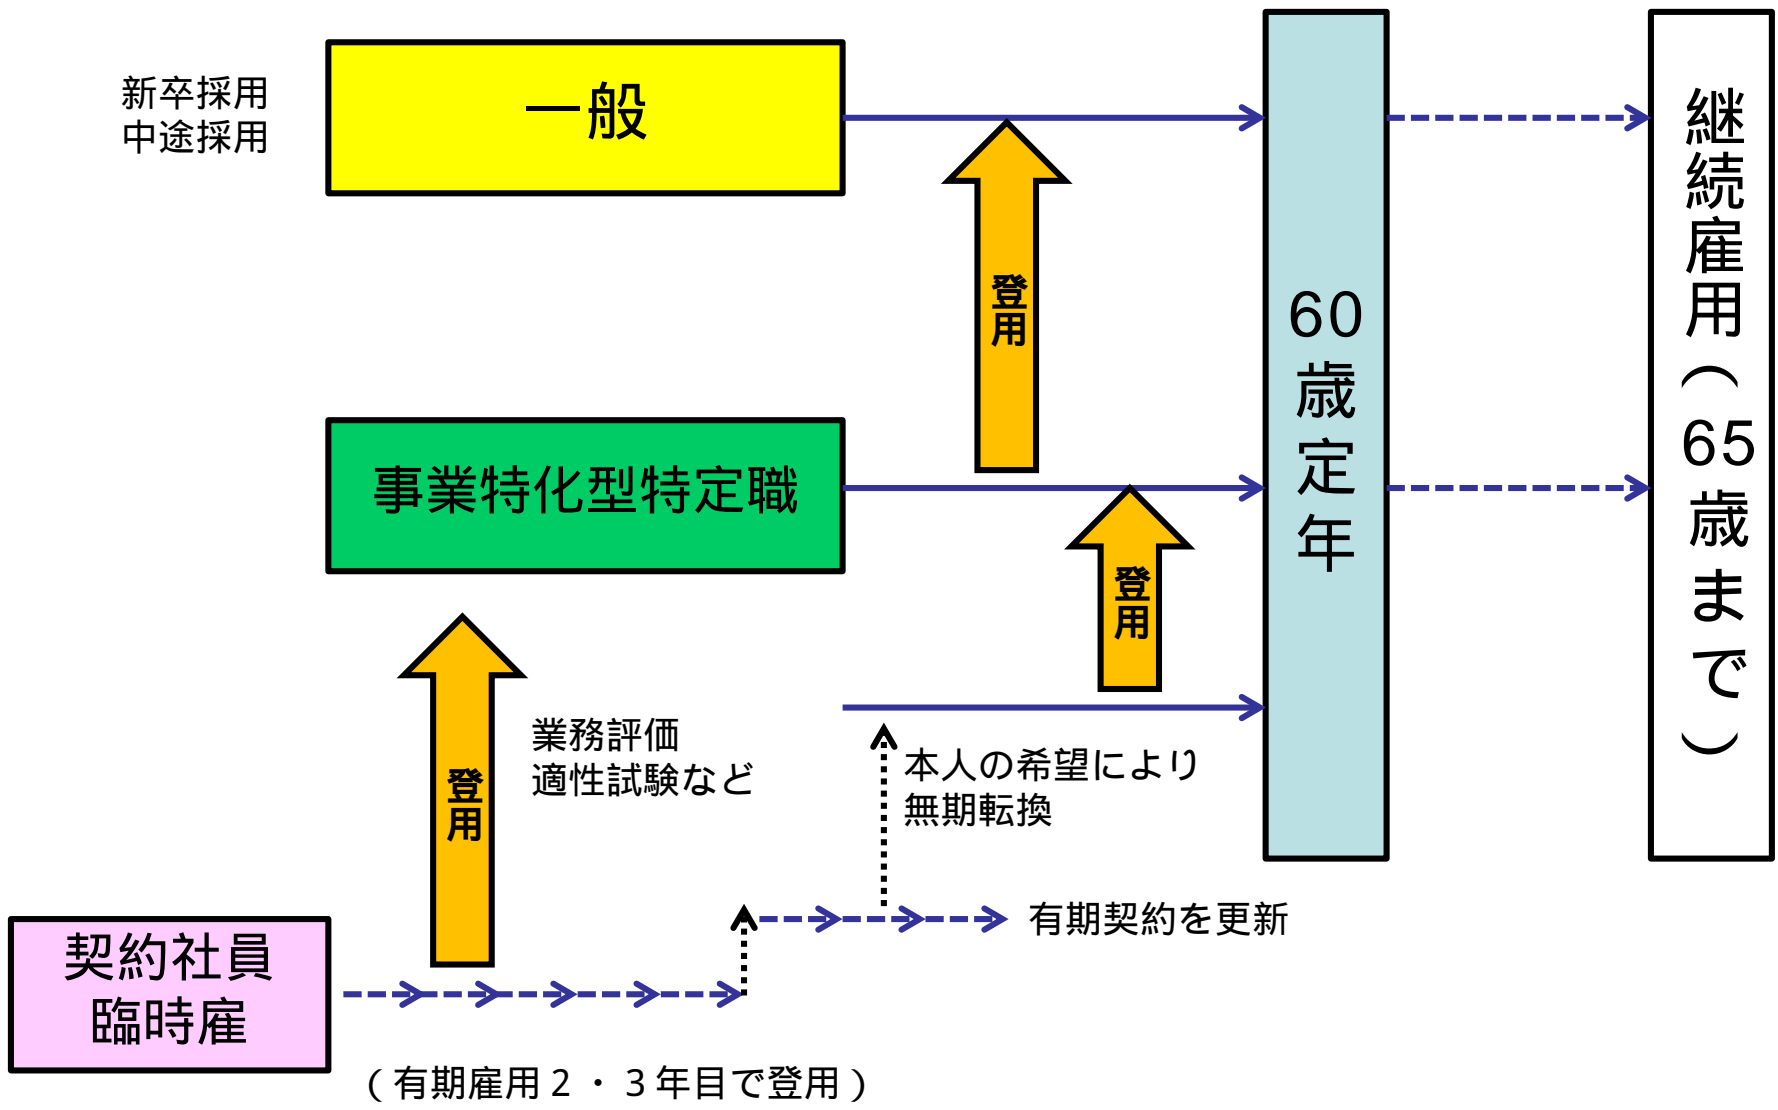 新卒採用
中途採用
一般
登用
事業特化型特定職
登用
60
歳
定
年
継続雇用(65歳まで)
登用
業務評価
適性試験など
本人の希望により
無期転換
有期契約を更新
契約社員
臨時雇
(有期雇用2・3年目で登用)